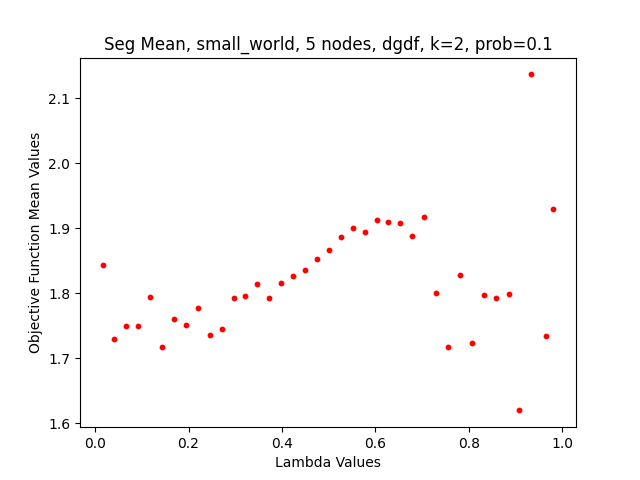 Seg Mean, small_world, 5 nodes, dgdf, k=2, prob=0.1
Objective Function Mean Values
2.1
2.0
1.9
1.8
1.7
1.6
0.0 0.2 0.4 0.6 0.8 1.0
Lambda Values